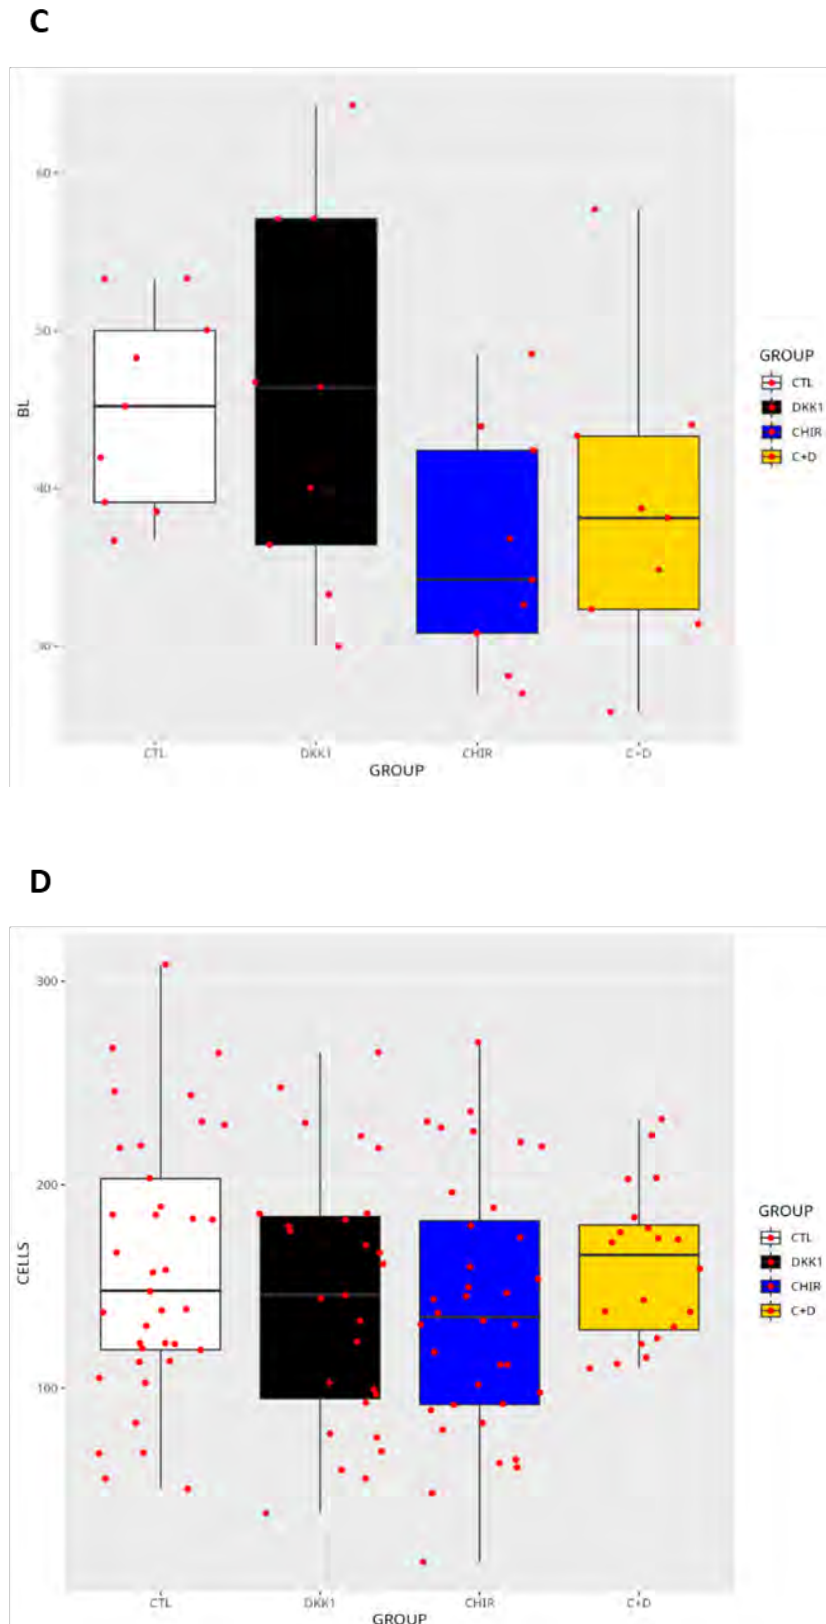 C
60
50
40
30
BL
CTL DKK1 CHIR C+D
GROUP
GROUP
CTL
DKK1
CHIR
C+D
D
300
200
100
CELLS
CTL DKK1 CHIR C+D
GROUP
GROUP
CTL
DKK1
CHIR
C+D